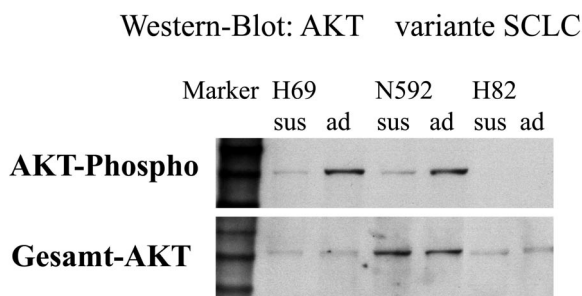 Western-Blot: AKT variante SCLC
Marker H69 N592 H82
sus ad sus ad sus ad
AKT-Phospho
Gesamt-AKT